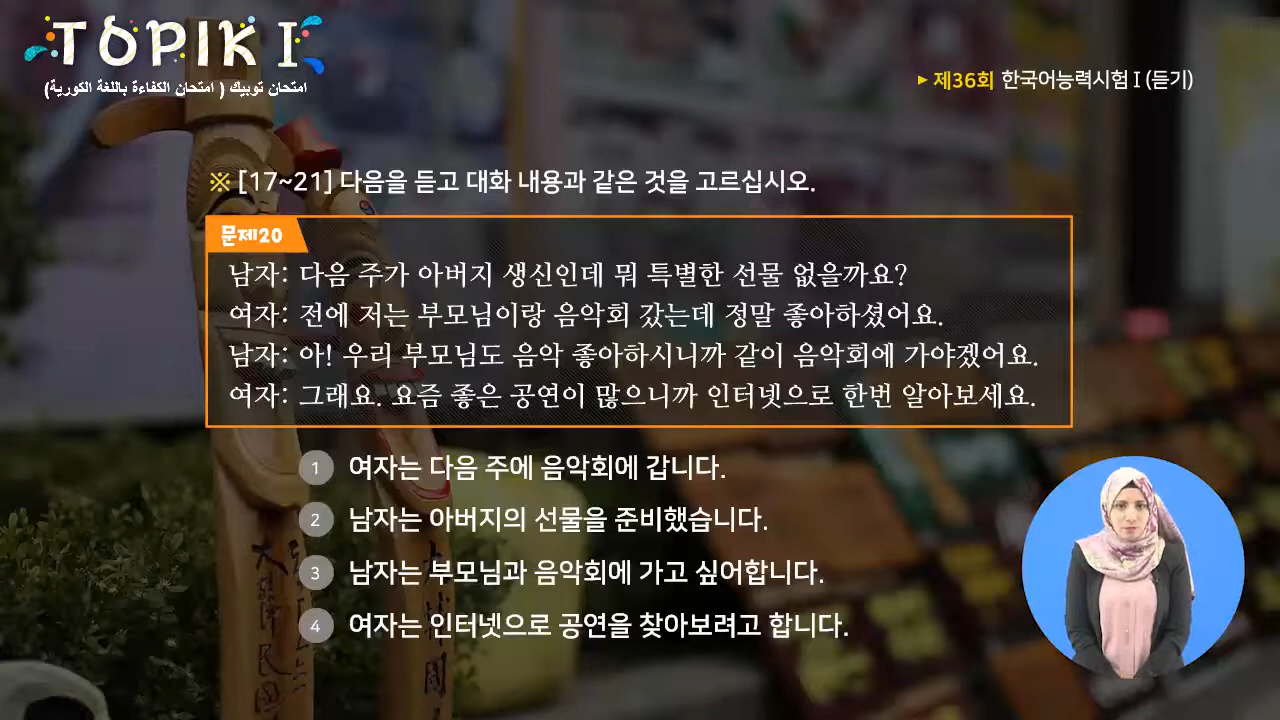 TOPIK I
امتحان توبيك ( امتحان الكفاءة باللغة الكورية)
▸ 제36회 한국어능력시험 I (듣기)
※ [17~21] 다음을 듣고 대화 내용과 같은 것을 고르십시오.
문제20
남자: 다음 주가 아버지 생신인데 뭐 특별한 선물 없을까요?
여자: 전에 저는 부모님이랑 음악회 갔는데 정말 좋아하셨어요.
남자: 아! 우리 부모님도 음악 좋아하시니까 같이 음악회에 가야겠어요.
여자: 그래요. 요즘 좋은 공연이 많으니까 인터넷으로 한번 알아보세요.
1 여자는 다음 주에 음악회에 갑니다.
2 남자는 아버지의 선물을 준비했습니다.
3 남자는 부모님과 음악회에 가고 싶어합니다.
4 여자는 인터넷으로 공연을 찾아보려고 합니다.